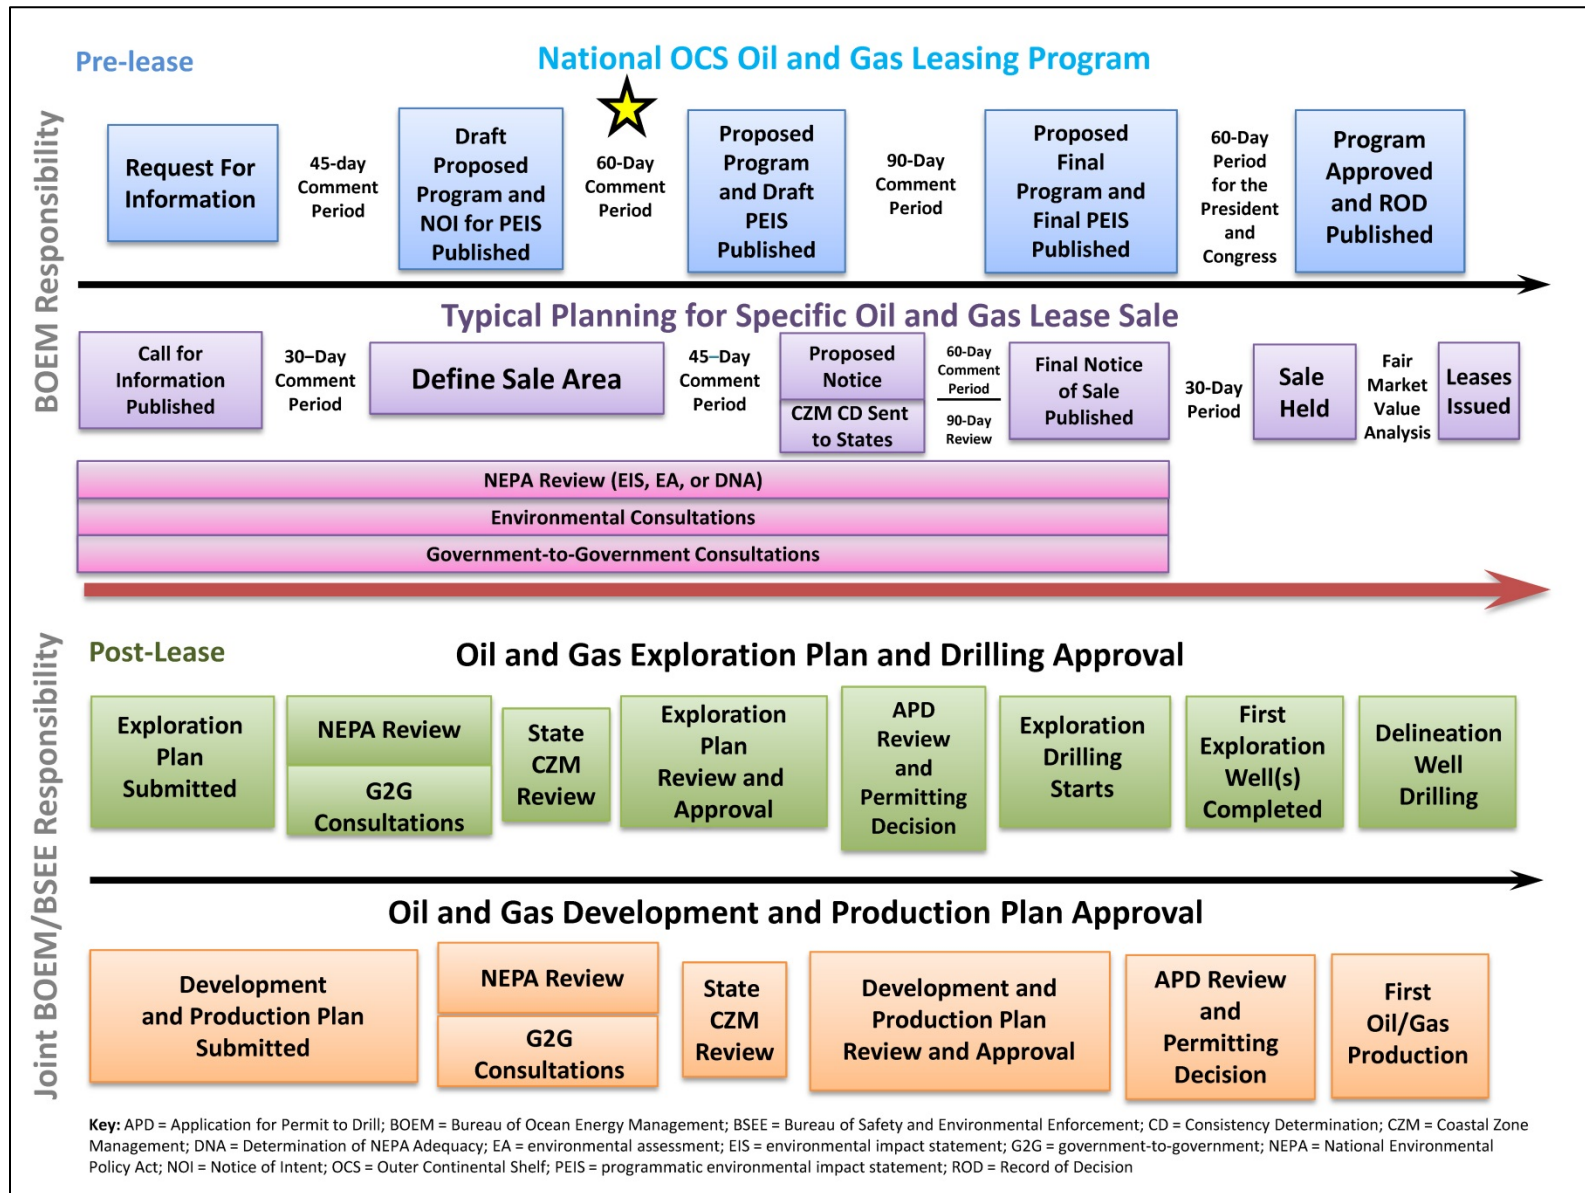 Pre-lease
National OCS Oil and Gas Leasing Program
BOEM Responsibility
Request For
Information
45-day
Comment
Period
Draft
Proposed
Program and
NOI for PEIS
Published
60-Day
Comment
Period
Proposed
Program
and Draft
PEIS
Published
90-Day
Comment
Period
Proposed
Final
Program and
Final PEIS
Published
60-Day
Period
for the
President
and
Congress
Program
Approved
and ROD
Published
Typical Planning for Specific Oil and Gas Lease Sale
Call for
Information
Published
30–Day
Comment
Period
Define Sale Area
45–Day
Comment
Period
Proposed
Notice
CZM CD Sent
to States
60-Day
Comment
Period
90-Day
Review
Final Notice
of Sale
Published
30-Day
Period
Sale
Held
Fair
Market
Value
Analysis
Leases
Issued
NEPA Review (EIS, EA, or DNA)
Environmental Consultations
Government-to-Government Consultations
Joint BOEM/BSEE Responsibility
Post-Lease
Oil and Gas Exploration Plan and Drilling Approval
Exploration
Plan
Submitted
NEPA Review
G2G
Consultations
State
CZM
Review
Exploration
Plan
Review and
Approval
APD
Review
and
Permitting
Decision
Exploration
Drilling
Starts
First
Exploration
Well(s)
Completed
Delineation
Well
Drilling
Oil and Gas Development and Production Plan Approval
Development
and Production Plan
Submitted
NEPA Review
G2G
Consultations
State
CZM
Review
Development and
Production Plan
Review and Approval
APD Review
and
Permitting
Decision
First
Oil/Gas
Production
Key: APD = Application for Permit to Drill; BOEM = Bureau of Ocean Energy Management; BSEE = Bureau of Safety and Environmental Enforcement; CD = Consistency Determination; CZM = Coastal Zone
Management; DNA = Determination of NEPA Adequacy; EA = environmental assessment; EIS = environmental impact statement; G2G = government-to-government; NEPA = National Environmental
Policy Act; NOI = Notice of Intent; OCS = Outer Continental Shelf; PEIS = programmatic environmental impact statement; ROD = Record of Decision